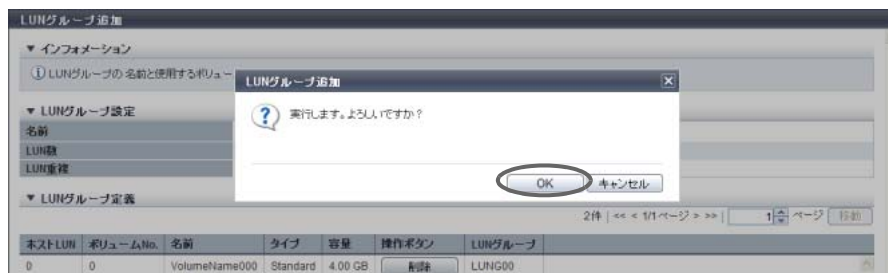 LUNグループ追加
▼ インフォメーション
LUNグループの 名前と使用するボリュー
LUNグループ追加
実行します。よろしいですか？
OK キャンセル
▼ LUNグループ設定
名前
LUN数
LUN重複
▼ LUNグループ定義
2件 | << < 1/1ページ > >> | 1 ページ 移動
ホストLUN ボリュームNo. 名前 タイプ 容量 操作ボタン LUNグループ
0 0 VolumeName000 Standard 4.00 GB 削除 LUNG00